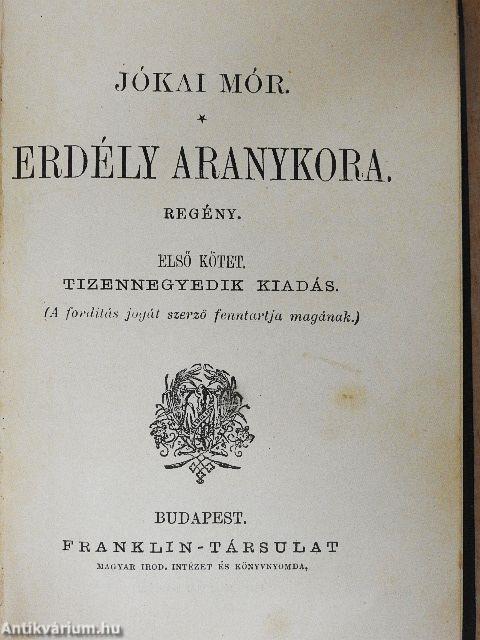 JÓKAI MÓR.
ERDÉLY ARANYKORA.
REGÉNY.
ELSŐ KÖTET.
TIZENNEGYEDIK KIADÁS.
(A fordítás jogát szerző fenntartja magának.)
BUDAPEST.
FRANKLIN-TÁRSULAT
MAGYAR IROD. INTÉZET ÉS KÖNYVNYOMDA,
Antikvárium.hu